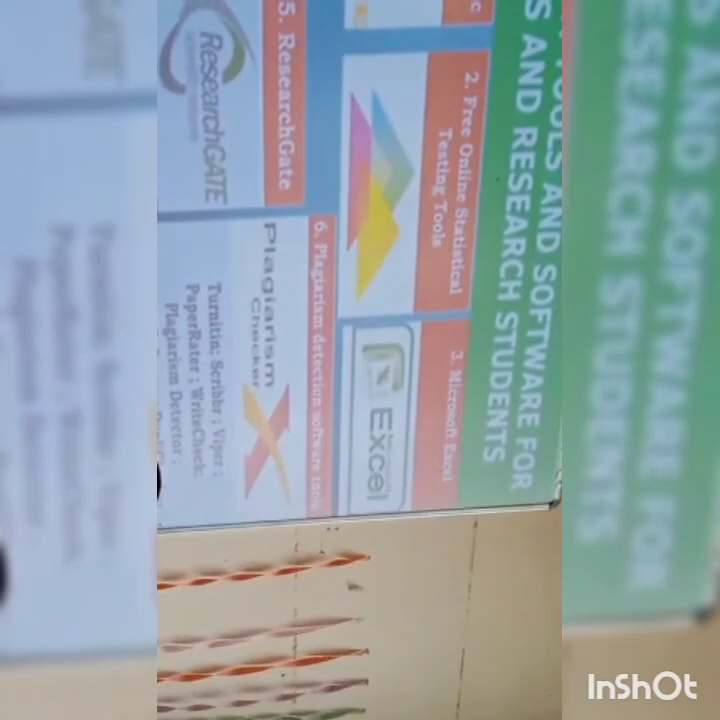 TOOLS AND SOFTWARE FOR
S AND RESEARCH STUDENTS
2. Free Online Statistical
Testing Tools
3. Microsoft Excel
Excel
5. ResearchGate
ResearchGATE
6. Plagiarism detection software tools
Plagiarism
Checker
Turnitin; Scribbr ; Viper ;
PaperRater ; WriteCheck;
Plagiarism Detector ;
InShOt